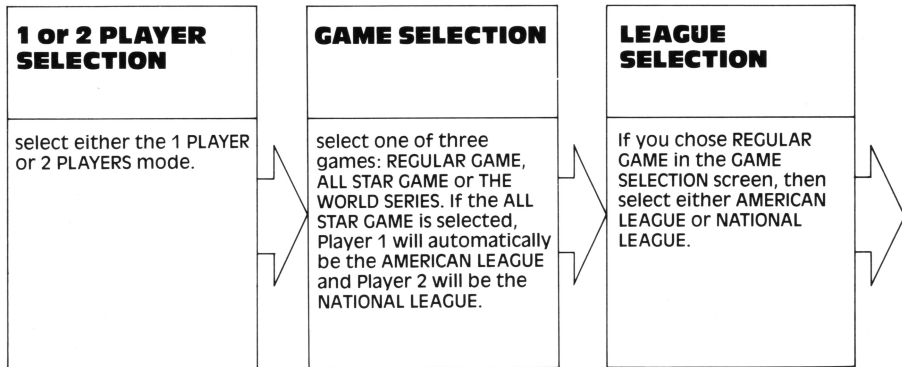 1 or 2 PLAYER
SELECTION
select either the 1 PLAYER
or 2 PLAYERS mode.
GAME SELECTION
select one of three
games: REGULAR GAME,
ALL STAR GAME or THE
WORLD SERIES. If the ALL
STAR GAME is selected,
Player 1 will automatically
be the AMERICAN LEAGUE
and Player 2 will be the
NATIONAL LEAGUE.
LEAGUE
SELECTION
If you chose REGULAR
GAME in the GAME
SELECTION screen, then
select either AMERICAN
LEAGUE or NATIONAL
LEAGUE.